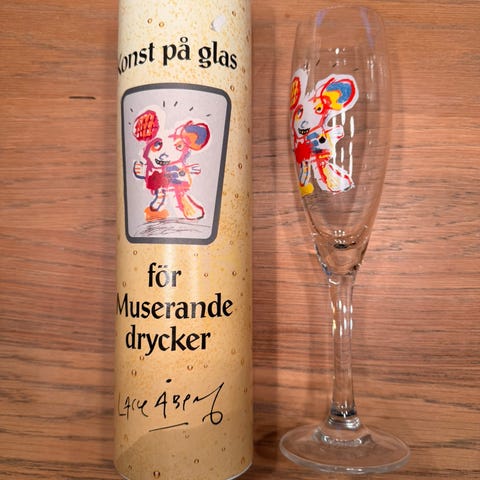 Konst på glas
för
Muserande
drycker
Lasse Åberg